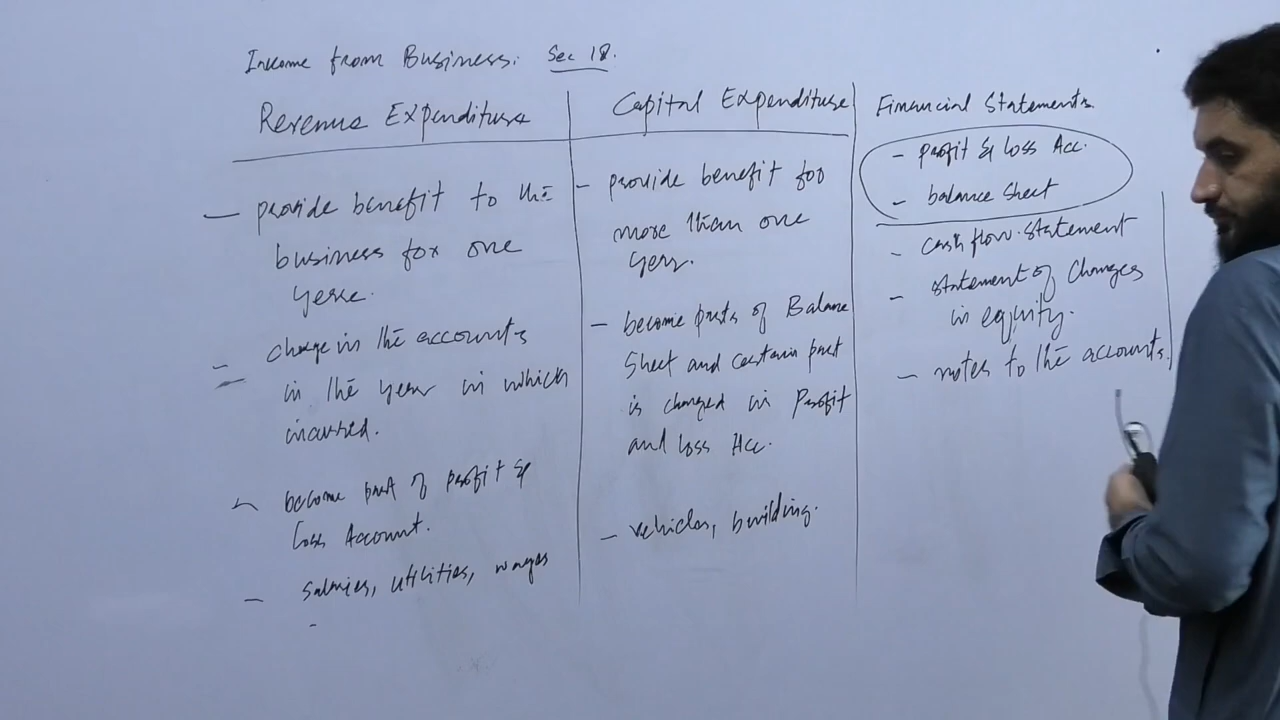 Income from Business. Sec 18.
Revenue Expenditure
- provide benefit to the
business for one
year.
- charge in the accounts
in the year in which
incurred.
- become part of profit &
loss Account.
- Salaries, utilities, wages
-
Capital Expenditure
- provide benefit for
more than one
year.
- become parts of Balance
Sheet and certain part
is charged in Profit
and loss Acc.
- vehicles, building.
Financial Statements
- profit & loss Acc.
- balance sheet
- cash flow statement
- statement of changes
in equity.
- notes to the accounts.